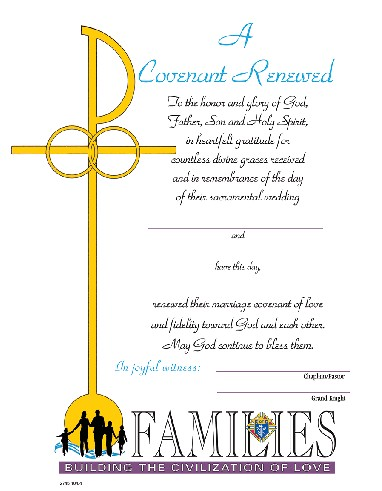 A
Covenant Renewed
To the honor and glory of God,
Father, Son and Holy Spirit,
in heartfelt gratitude for
countless divine graces received
and in remembrance of the day
of their sacramental wedding
and
have this day,
renewed their marriage covenant of love
and fidelity toward God and each other.
May God continue to bless them.
In joyful witness:
Chaplain/Pastor
Grand Knight
FAMILIES
BUILDING THE CIVILIZATION OF LOVE